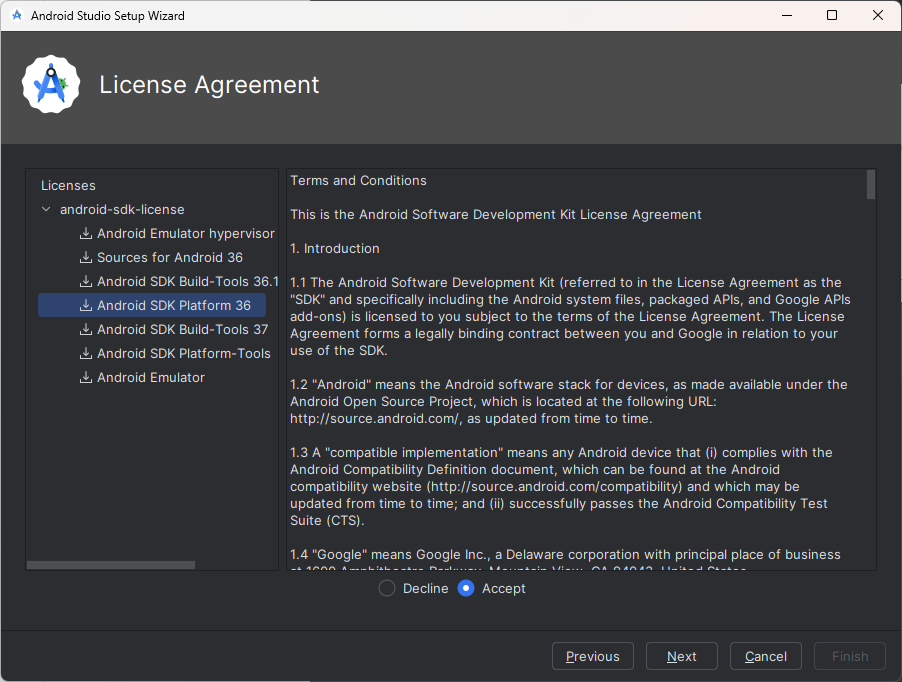 Android Studio Setup Wizard
License Agreement
Licenses
android-sdk-license
Android Emulator hypervisor
Sources for Android 36
Android SDK Build-Tools 36.1
Android SDK Platform 36
Android SDK Build-Tools 37
Android SDK Platform-Tools
Android Emulator
Terms and Conditions
This is the Android Software Development Kit License Agreement
1. Introduction
1.1 The Android Software Development Kit (referred to in the License Agreement as the
"SDK" and specifically including the Android system files, packaged APIs, and Google APIs
add-ons) is licensed to you subject to the terms of the License Agreement. The License
Agreement forms a legally binding contract between you and Google in relation to your
use of the SDK.
1.2 "Android" means the Android software stack for devices, as made available under the
Android Open Source Project, which is located at the following URL:
http://source.android.com/, as updated from time to time.
1.3 A "compatible implementation" means any Android device that (i) complies with the
Android Compatibility Definition document, which can be found at the Android
compatibility website (http://source.android.com/compatibility) and which may be
updated from time to time; and (ii) successfully passes the Android Compatibility Test
Suite (CTS).
1.4 "Google" means Google Inc., a Delaware corporation with principal place of business
at 1600 Amphitheatre Parkway, Mountain View, CA 94043, United States
Decline
Accept
Previous
Next
Cancel
Finish